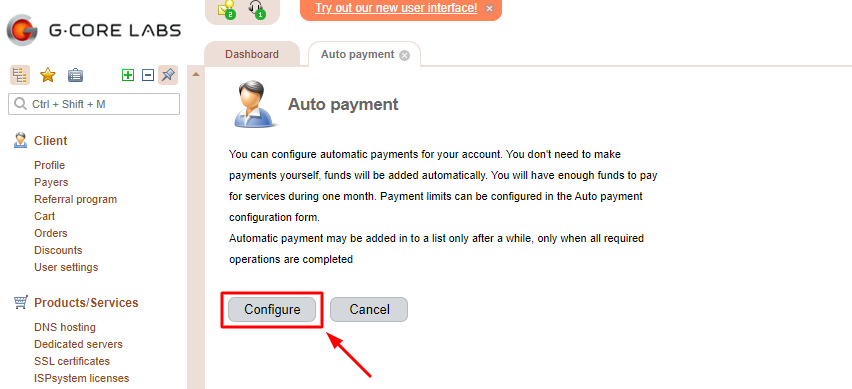 G·CORE LABS
2
1
Try out our new user interface! ×
Dashboard
Auto payment
Ctrl + Shift + M
Auto payment
You can configure automatic payments for your account. You don't need to make
payments yourself, funds will be added automatically. You will have enough funds to pay
for services during one month. Payment limits can be configured in the Auto payment
configuration form.
Automatic payment may be added in to a list only after a while, only when all required
operations are completed
Configure
Cancel
Client
Profile
Payers
Referral program
Cart
Orders
Discounts
User settings
Products/Services
DNS hosting
Dedicated servers
SSL certificates
ISPsystem licenses